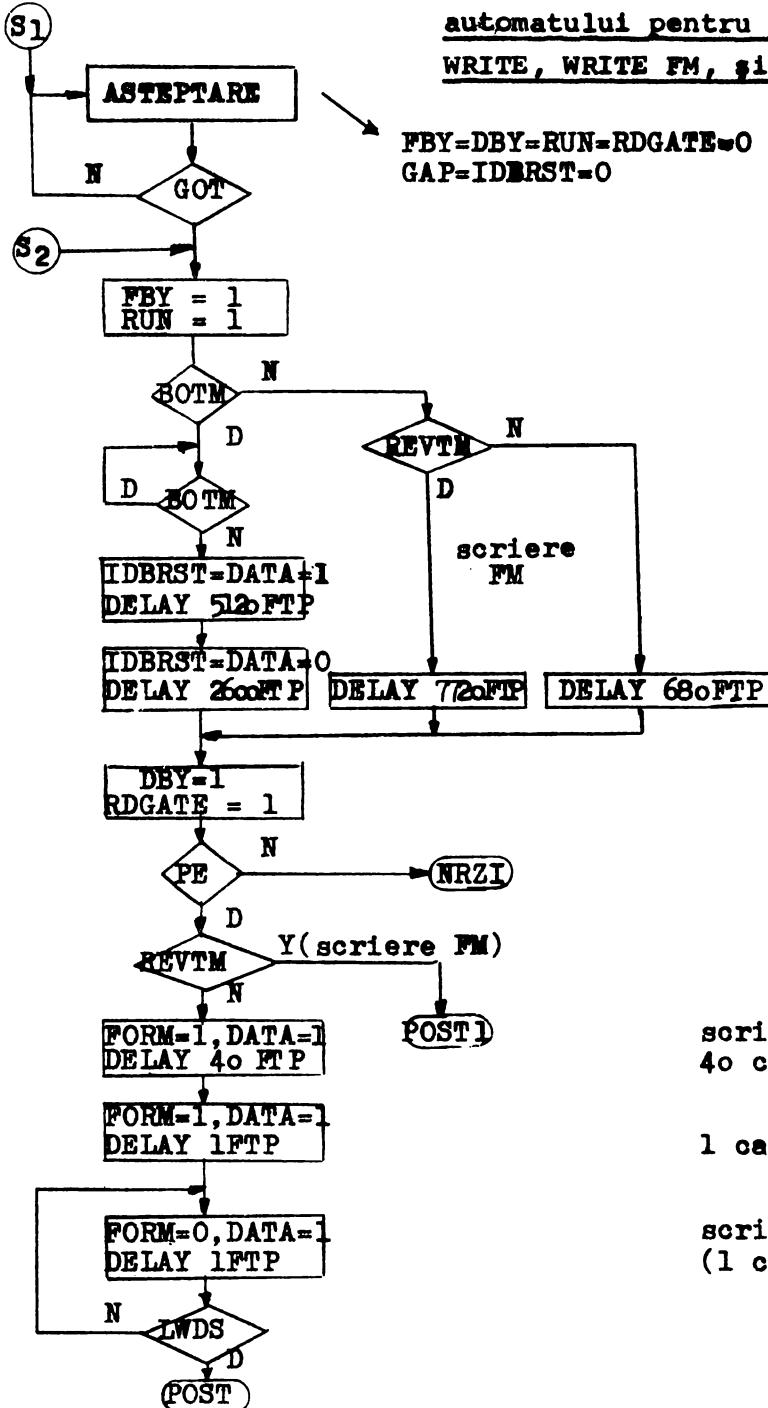 S1
automatului pentru
WRITE, WRITE FM, și
ASTEPTARE
FBY=DBY=RUN=RDGATE=0
GAP=IDBRST=0
N
GOT
S2
FBY = 1
RUN = 1
BOTM
N
D
REVTM
N
D
BOTM
D
N
scriere
FM
IDBRST=DATA=1
DELAY 512oFTP
IDBRST=DATA=0
DELAY 26ooFTP
DELAY 772oFTP
DELAY 68oFTP
DBY=1
RDGATE = 1
PE
N
NRZI
D
REVTM
Y(scriere FM)
N
POST1
FORM=1,DATA=1
DELAY 4o FTP
scri
4o c
FORM=1,DATA=1
DELAY 1FTP
1 ca
FORM=0,DATA=1
DELAY 1FTP
scri
(1 c
N
LWDS
D
POST